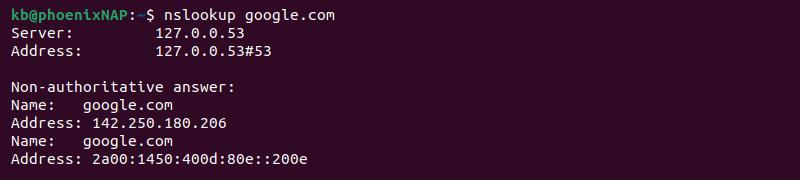 kb@phoenixNAP:~$ nslookup google.com
Server:         127.0.0.53
Address:        127.0.0.53#53

Non-authoritative answer:
Name:   google.com
Address: 142.250.180.206
Name:   google.com
Address: 2a00:1450:400d:80e::200e